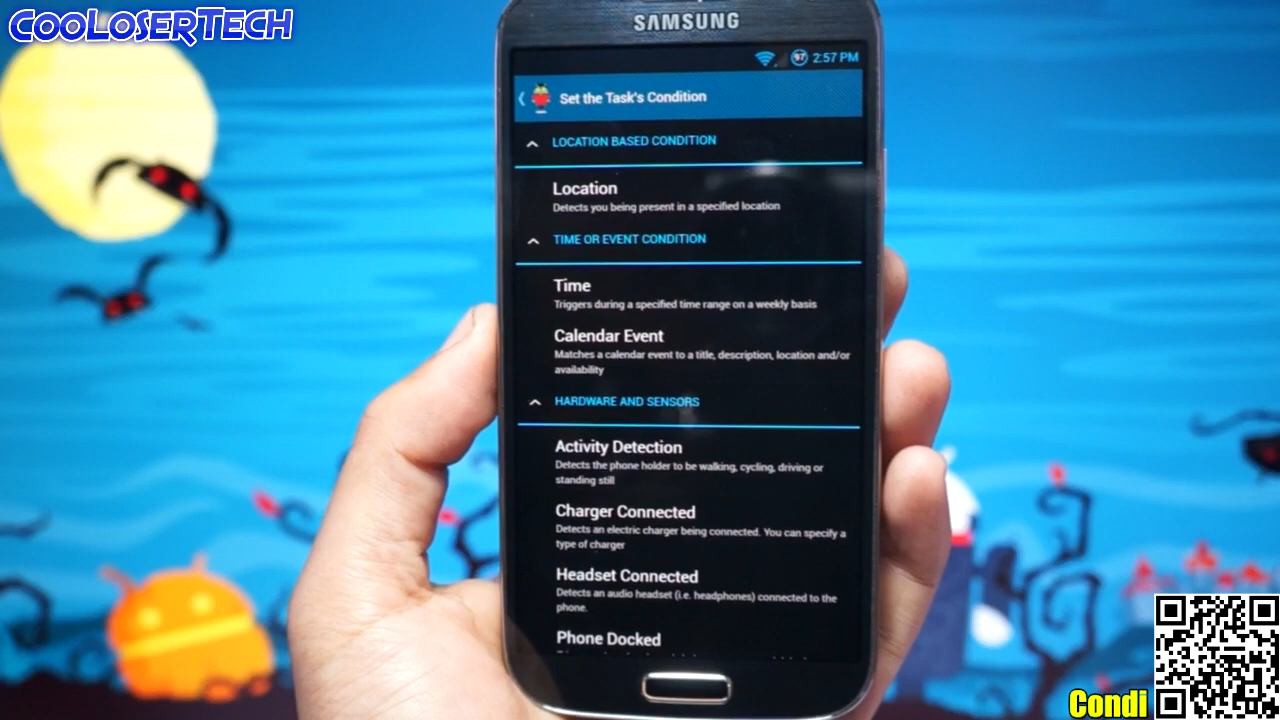 COOLOSERTECH
SAMSUNG
97 2:57 PM
Set the Task's Condition
LOCATION BASED CONDITION
Location
Detects you being present in a specified location
TIME OR EVENT CONDITION
Time
Triggers during a specified time range on a weekly basis
Calendar Event
Matches a calendar event to a title, description, location and/or
availability
HARDWARE AND SENSORS
Activity Detection
Detects the phone holder to be walking, cycling, driving or
standing still
Charger Connected
Detects an electric charger being connected. You can specify a
type of charger
Headset Connected
Detects an audio headset (i.e. headphones) connected to the
phone.
Phone Docked
Condi